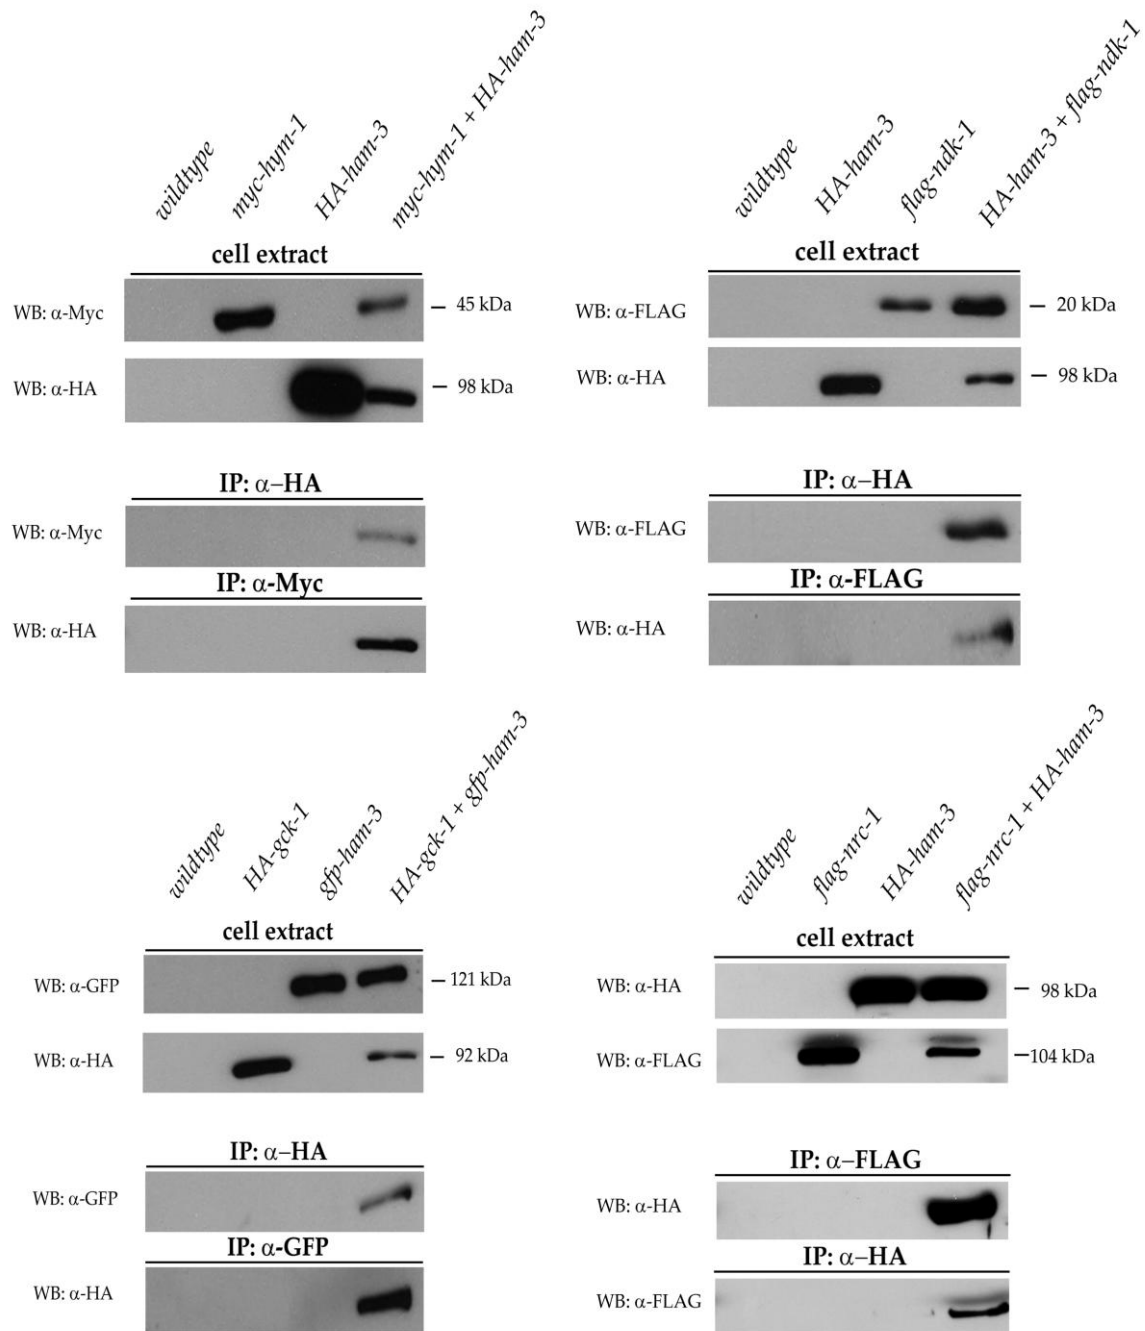 wildtype
myc-hym-1
HA-ham-3
myc-hym-1 + HA-ham-3
cell extract
WB: α-Myc
45 kDa
WB: α-HA
98 kDa
IP: α–HA
WB: α-Myc
IP: α-Myc
WB: α-HA
wildtype
HA-ham-3
flag-ndk-1
HA-ham-3 + flag-ndk-1
cell extract
WB: α-FLAG
20 kDa
WB: α-HA
98 kDa
IP: α–HA
WB: α-FLAG
IP: α-FLAG
WB: α-HA
wildtype
HA-gck-1
gfp-ham-3
HA-gck-1 + gfp-ham-3
cell extract
WB: α-GFP
121 kDa
WB: α-HA
92 kDa
IP: α–HA
WB: α-GFP
IP: α-GFP
WB: α-HA
wildtype
flag-nrc-1
HA-ham-3
flag-nrc-1 + HA-ham-3
cell extract
WB: α-HA
98 kDa
WB: α-FLAG
104 kDa
IP: α–FLAG
WB: α-HA
IP: α–HA
WB: α-FLAG